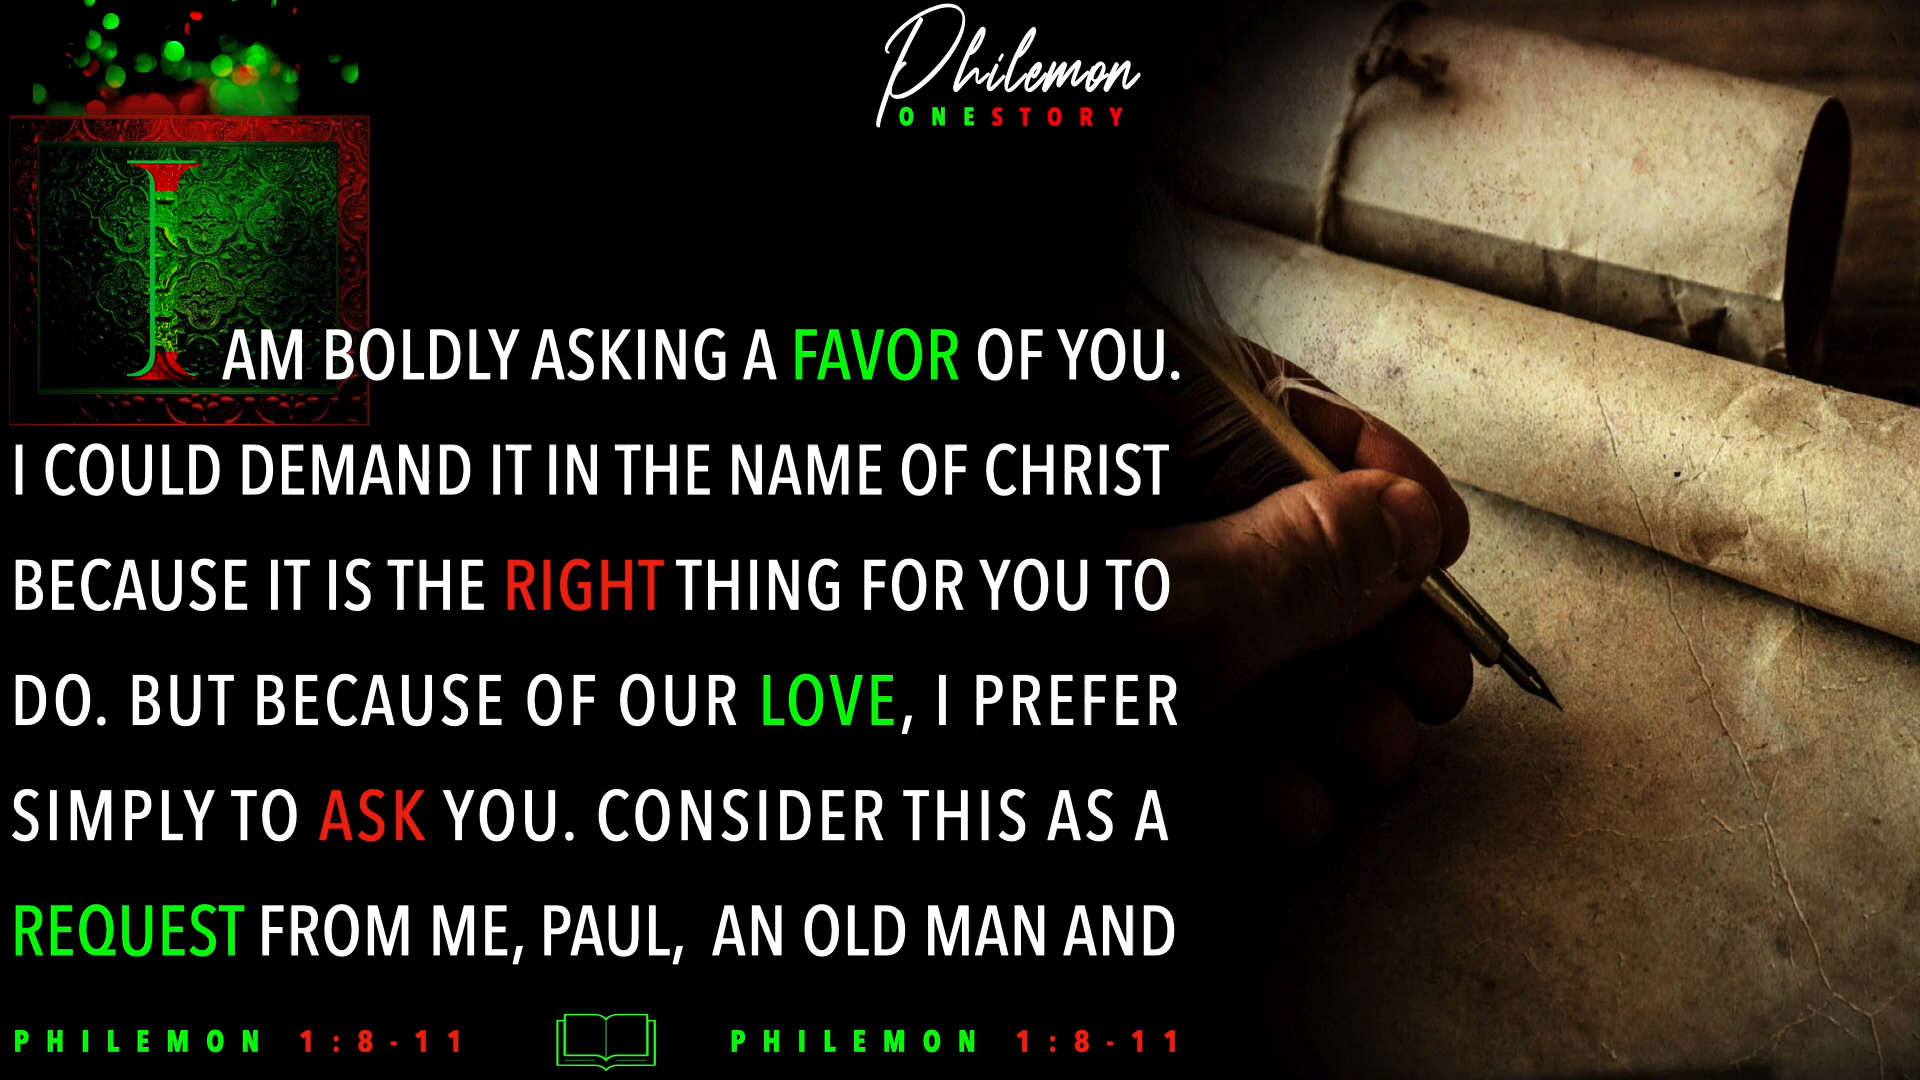 Philemon
ONESTORY
I AM BOLDLY ASKING A FAVOR OF YOU.
I COULD DEMAND IT IN THE NAME OF CHRIST
BECAUSE IT IS THE RIGHT THING FOR YOU TO
DO. BUT BECAUSE OF OUR LOVE, I PREFER
SIMPLY TO ASK YOU. CONSIDER THIS AS A
REQUEST FROM ME, PAUL, AN OLD MAN AND
PHILEMON 1:8-11 PHILEMON 1:8-11